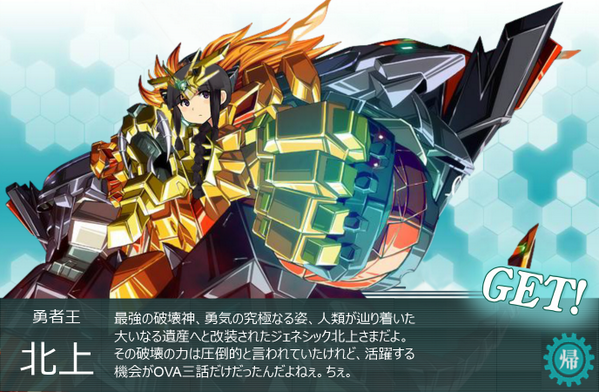 GET!
勇者王
北上
最強の破壊神、勇気の究極なる姿、人類が辿り着いた
大いなる遺産へと改装されたジェネシック北上さまだよ。
その破壊の力は圧倒的と言われていたけれど、活躍する
機会がOVA三話だけだったんだよねぇ。ちぇ。
帰